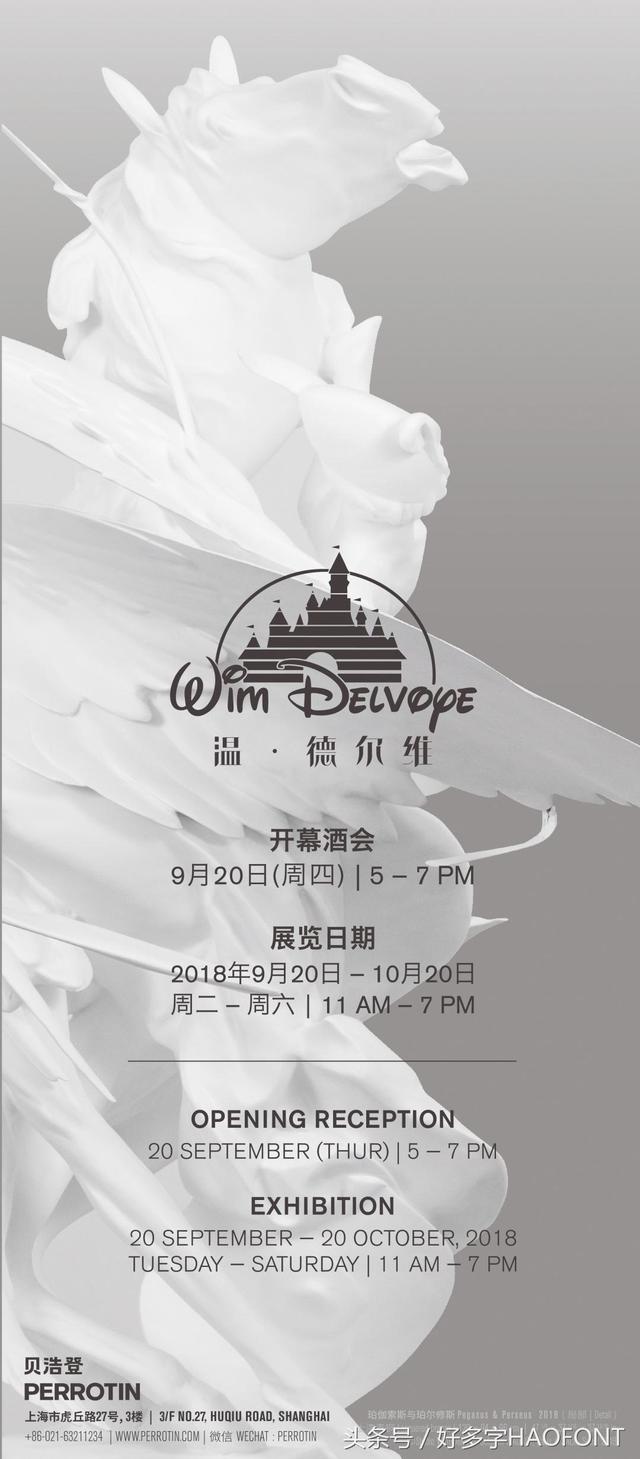 Wim Delvoye
温·德尔维
开幕酒会
9月20日(周四) | 5 – 7 PM
展览日期
2018年9月20日 – 10月20日
周二 – 周六 | 11 AM – 7 PM
OPENING RECEPTION
20 SEPTEMBER (THUR) | 5 – 7 PM
EXHIBITION
20 SEPTEMBER – 20 OCTOBER, 2018
TUESDAY – SATURDAY | 11 AM – 7 PM
贝浩登
PERROTIN
上海市虎丘路27号, 3楼 | 3/F NO.27, HUQIU ROAD, SHANGHAI
+86-021-63211234 | WWW.PERROTIN.COM | 微信 WECHAT : PERROTIN
珀伽索斯与珀尔修斯 Pegasus & Perseus 2018 (局部 | Detail)
头条号 / 好多字HAOFONT